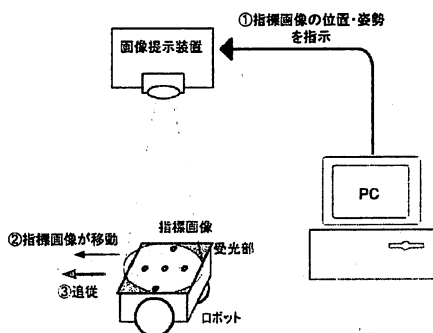 ①指標画像の位置・姿勢
を指示
画像提示装置
PC
指標画像
受光部
②指標画像が移動
③追従
ロボット